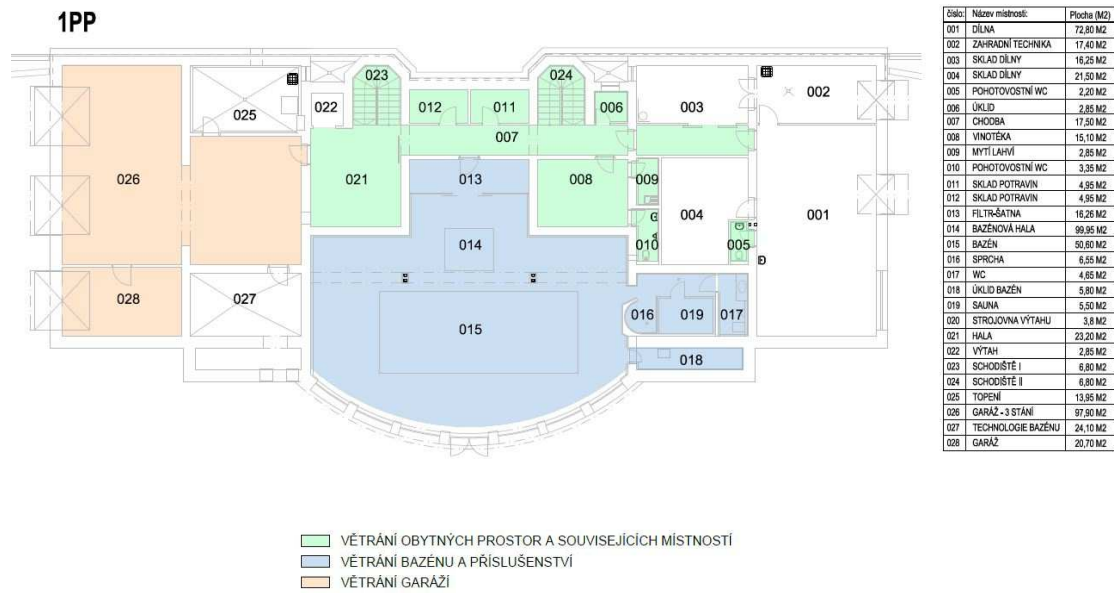 1PP
023
024
022
012
011
006
003
002
025
007
026
021
013
008
009
004
001
014
010
005
028
027
015
016
019
017
018
číslo: Název místnosti: Plocha (M2)
001 DÍLNA 72,80 M2
002 ZAHRADNÍ TECHNIKA 17,40 M2
003 SKLAD DÍLNY 16,25 M2
004 SKLAD DÍLNY 21,50 M2
005 POHOTOVOSTNÍ WC 2,20 M2
006 ÚKLID 2,85 M2
007 CHODBA 17,50 M2
008 VINOTÉKA 15,10 M2
009 MYTÍ LAHVÍ 2,85 M2
010 POHOTOVOSTNÍ WC 3,35 M2
011 SKLAD POTRAVIN 4,95 M2
012 SKLAD POTRAVIN 4,95 M2
013 FILTR-ŠATNA 16,26 M2
014 BAZÉNOVÁ HALA 99,95 M2
015 BAZÉN 50,60 M2
016 SPRCHA 6,55 M2
017 WC 4,65 M2
018 ÚKLID BAZÉN 5,80 M2
019 SAUNA 5,50 M2
020 STROJOVNA VÝTAHU 3,8 M2
021 HALA 23,20 M2
022 VÝTAH 2,85 M2
023 SCHODIŠTĚ I 6,80 M2
024 SCHODIŠTĚ II 6,80 M2
025 TOPENÍ 13,95 M2
026 GARÁŽ - 3 STÁNÍ 97,90 M2
027 TECHNOLOGIE BAZÉNU 24,10 M2
028 GARÁŽ 20,70 M2
VĚTRÁNÍ OBYTNÝCH PROSTOR A SOUVISEJÍCÍCH MÍSTNOSTÍ
VĚTRÁNÍ BAZÉNU A PŘÍSLUŠENSTVÍ
VĚTRÁNÍ GARÁŽÍ